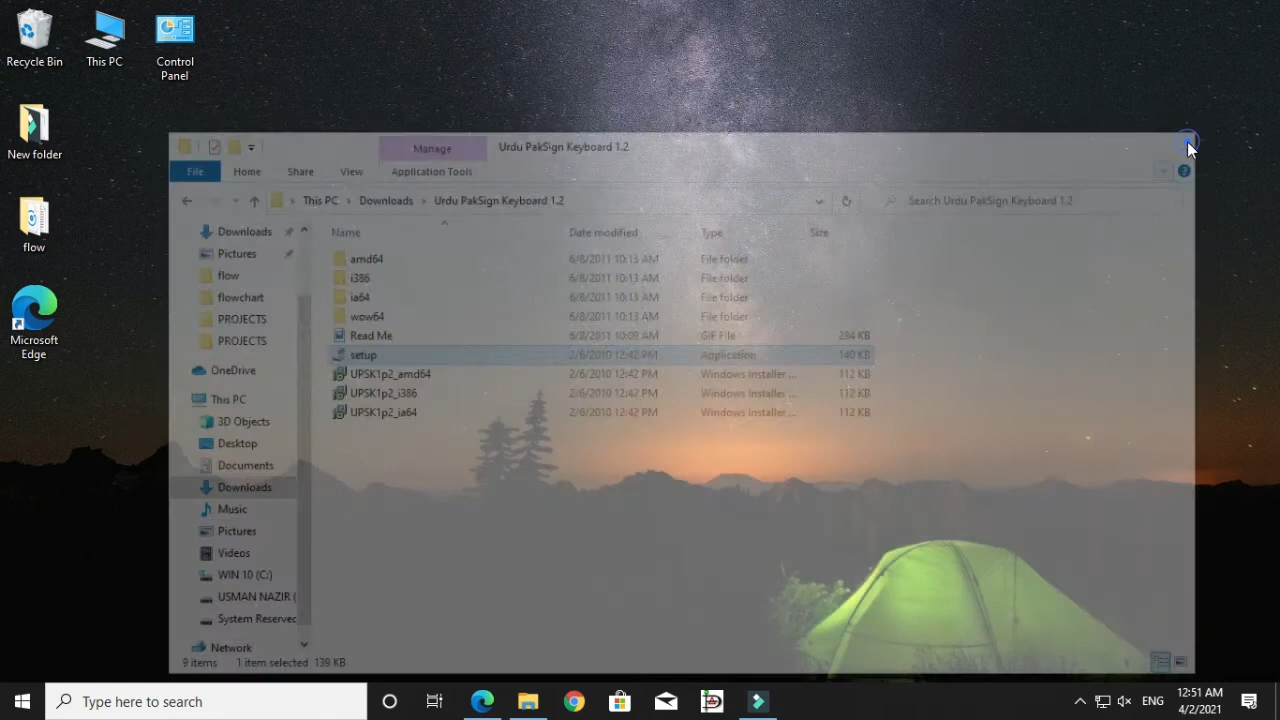 Recycle Bin
This PC
Control Panel
New folder
flow
Microsoft Edge
Manage
Urdu PakSign Keyboard 1.2
File
Home
Share
View
Application Tools
This PC
Downloads
Urdu PakSign Keyboard 1.2
Search Urdu PakSign Keyboard 1.2
Downloads
Pictures
flow
flowchart
PROJECTS
PROJECTS
OneDrive
This PC
3D Objects
Desktop
Documents
Downloads
Music
Pictures
Videos
WIN 10 (C:)
USMAN NAZIR (
System Reserved
Network
Name Date modified Type Size
amd64 6/8/2011 10:13 AM File folder
i386 6/8/2011 10:13 AM File folder
ia64 6/8/2011 10:13 AM File folder
wow64 6/8/2011 10:13 AM File folder
Read Me 6/8/2011 10:09 AM GIF File 284 KB
setup 2/6/2010 12:42 PM Application 140 KB
UPSK1p2_amd64 2/6/2010 12:42 PM Windows Installer ... 112 KB
UPSK1p2_i386 2/6/2010 12:42 PM Windows Installer ... 112 KB
UPSK1p2_ia64 2/6/2010 12:42 PM Windows Installer ... 112 KB
9 items 1 item selected 139 KB
Type here to search
ENG
12:51 AM
4/2/2021